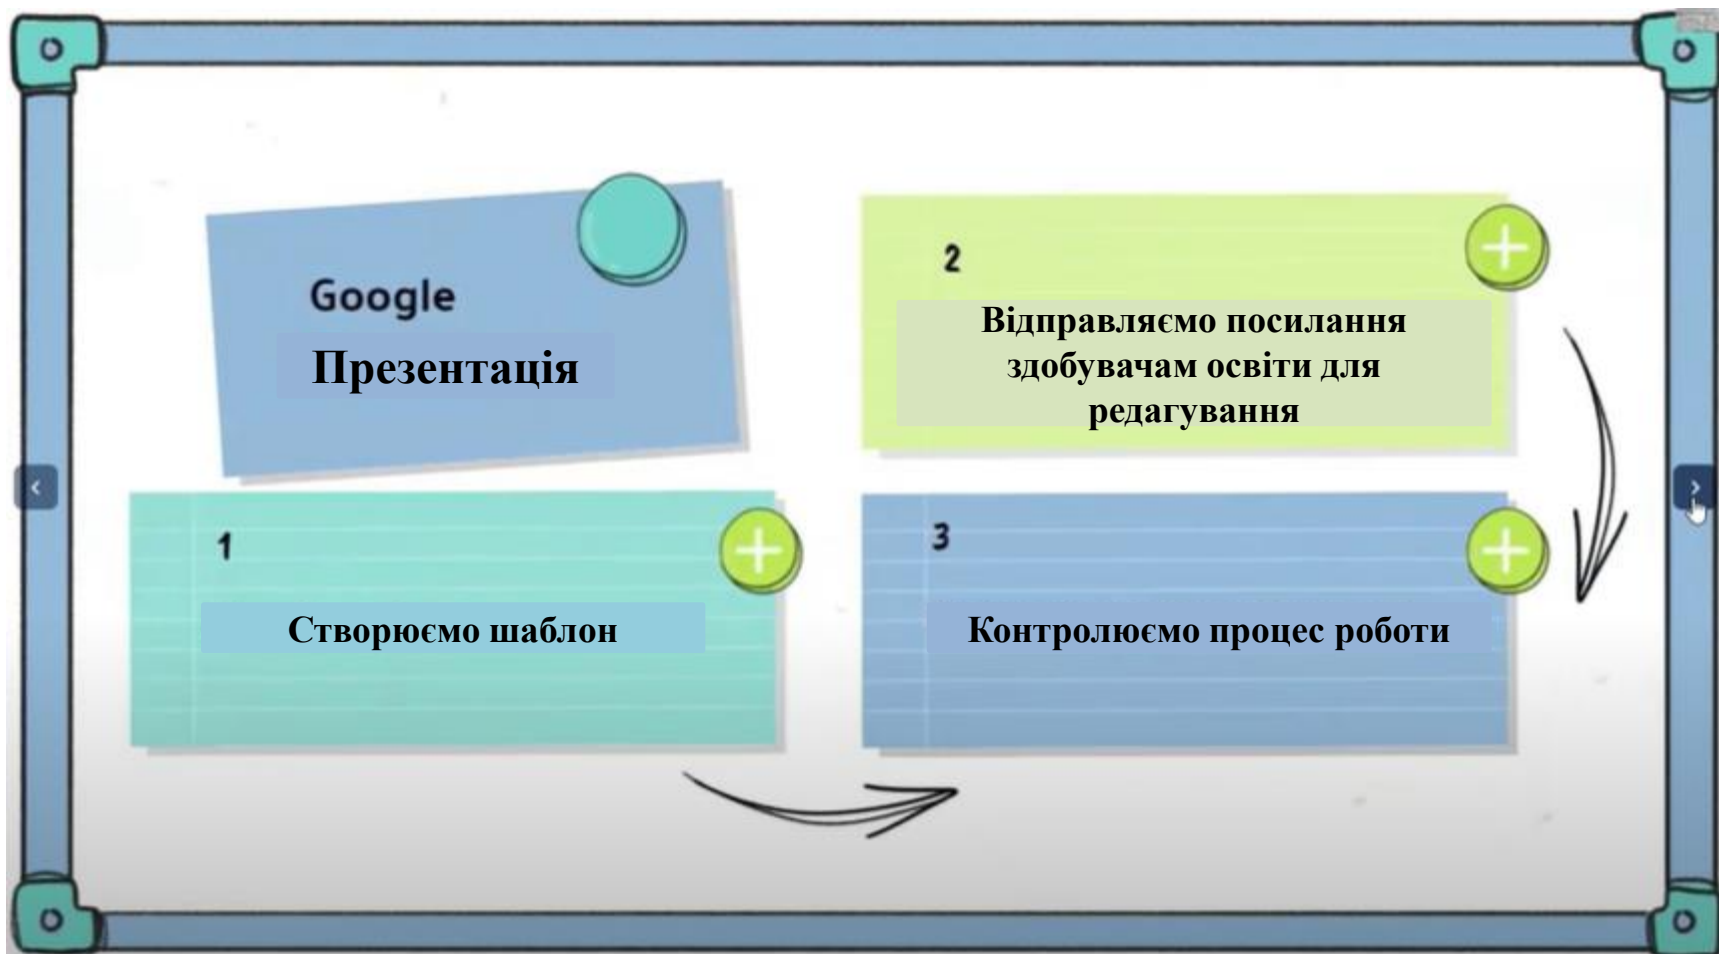 Google
Презентація
1
Створюємо шаблон
2
Відправляємо посилання
здобувачам освіти для
редагування
3
Контролюємо процес роботи